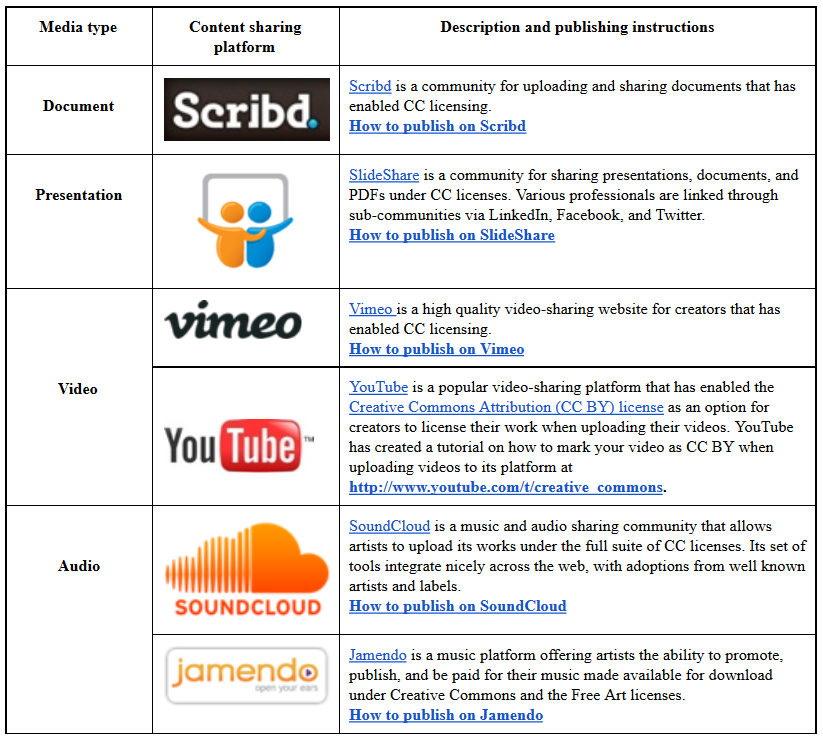 Media type
Content sharing
platform
Description and publishing instructions
Document
Scribd.
Scribd is a community for uploading and sharing documents that has
enabled CC licensing.
How to publish on Scribd
Presentation
SlideShare is a community for sharing presentations, documents, and
PDFs under CC licenses. Various professionals are linked through
sub-communities via LinkedIn, Facebook, and Twitter.
How to publish on SlideShare
Video
vimeo
Vimeo is a high quality video-sharing website for creators that has
enabled CC licensing.
How to publish on Vimeo
YouTube™
YouTube is a popular video-sharing platform that has enabled the
Creative Commons Attribution (CC BY) license as an option for
creators to license their work when uploading their videos. YouTube
has created a tutorial on how to mark your video as CC BY when
uploading videos to its platform at
http://www.youtube.com/t/creative_commons.
Audio
SOUNDCLOUD
SoundCloud is a music and audio sharing community that allows
artists to upload its works under the full suite of CC licenses. Its set of
tools integrate nicely across the web, with adoptions from well known
artists and labels.
How to publish on SoundCloud
jamendo
open your ears
Jamendo is a music platform offering artists the ability to promote,
publish, and be paid for their music made available for download
under Creative Commons and the Free Art licenses.
How to publish on Jamendo